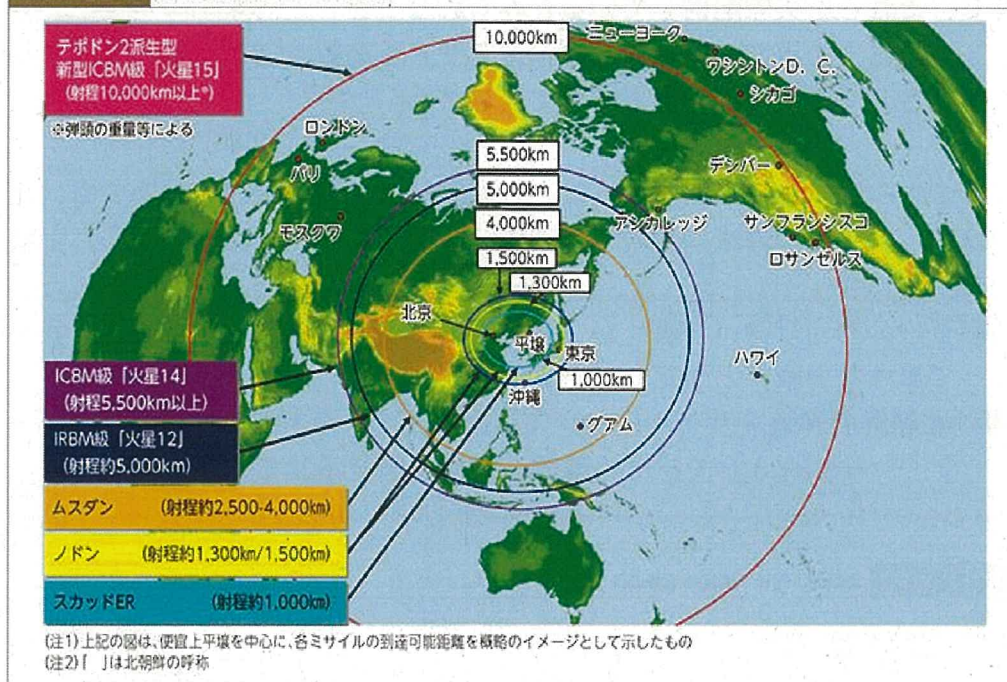 テポドン2派生型
新型ICBM級「火星15」
(射程10,000km以上*)
※弾頭の重量等による
10,000km
ニューヨーク
ワシントンD. C.
シカゴ
ロンドン
パリ
5,500km
デンバー
5,000km
モスクワ
4,000km
アンカレッジ
サンフランシスコ
ロサンゼルス
1,500km
1,300km
北京
平壌
東京
ハワイ
1,000km
沖縄
グアム
ICBM級「火星14」
(射程5,500km以上)
IRBM級「火星12」
(射程約5,000km)
ムスダン (射程約2,500-4,000km)
ノドン (射程約1,300km/1,500km)
スカッドER (射程約1,000km)
(注1)上記の図は、便宜上平壌を中心に、各ミサイルの到達可能距離を概略のイメージとして示したもの
(注2)「 」は北朝鮮の呼称